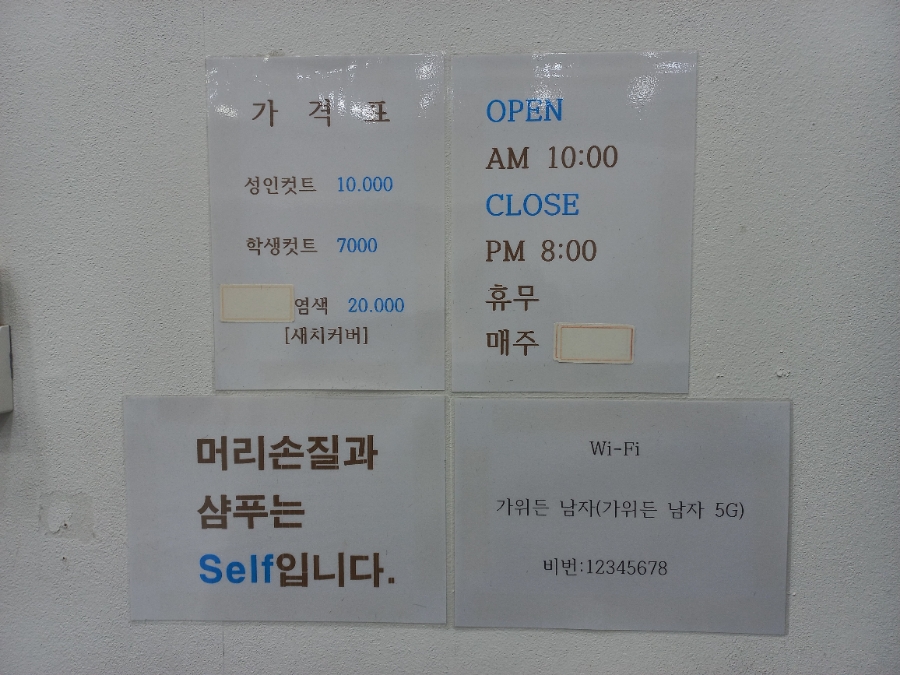 가 격 표
성인컷트 10.000
학생컷트 7000
염색 20.000
[새치커버]
OPEN
AM 10:00
CLOSE
PM 8:00
휴무
매주
머리손질과
샴푸는
Self입니다.
Wi-Fi
가위든 남자(가위든 남자 5G)
비번:12345678